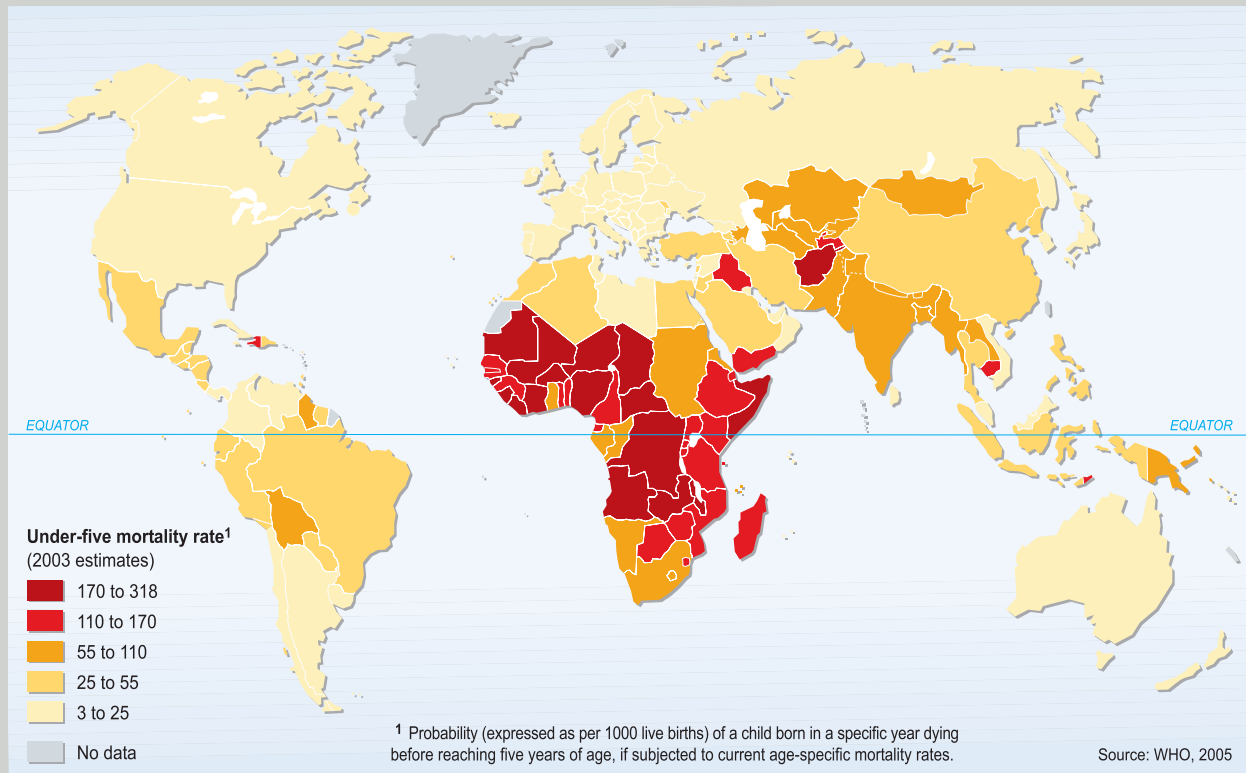 EQUATOR
EQUATOR
Under-five mortality rate¹
(2003 estimates)
170 to 318
110 to 170
55 to 110
25 to 55
3 to 25
No data
¹ Probability (expressed as per 1000 live births) of a child born in a specific year dying
before reaching five years of age, if subjected to current age-specific mortality rates.
Source: WHO, 2005